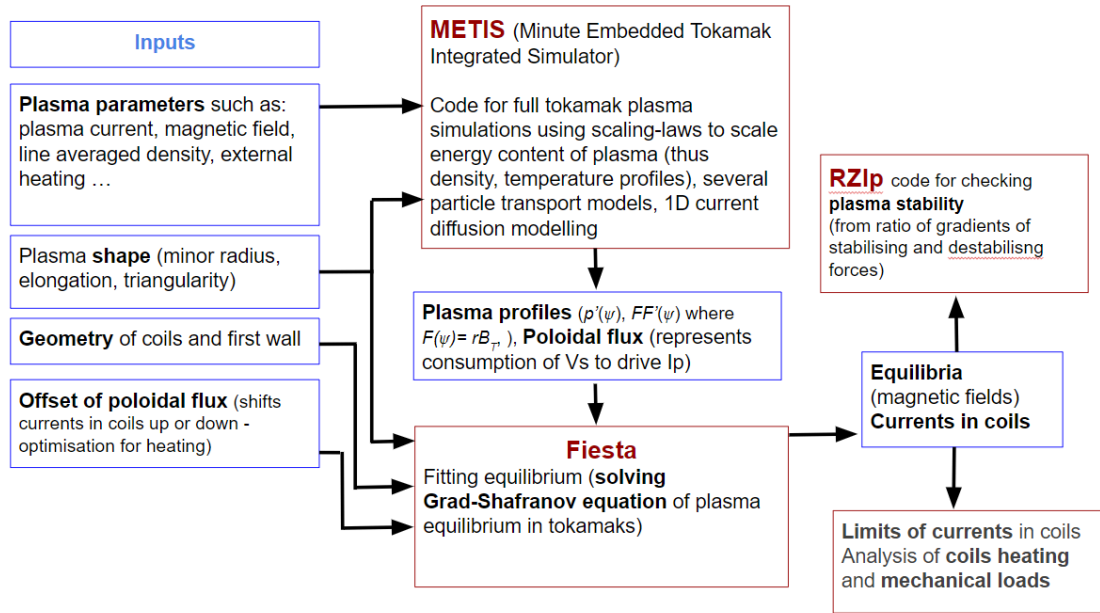 Inputs
Plasma parameters such as:
plasma current, magnetic field,
line averaged density, external
heating …
Plasma shape (minor radius,
elongation, triangularity)
Geometry of coils and first wall
Offset of poloidal flux (shifts
currents in coils up or down -
optimisation for heating)
METIS (Minute Embedded Tokamak
Integrated Simulator)
Code for full tokamak plasma
simulations using scaling-laws to scale
energy content of plasma (thus
density, temperature profiles), several
particle transport models, 1D current
diffusion modelling
Plasma profiles (p'(ψ), FF'(ψ) where
F(ψ)= rB_T, ), Poloidal flux (represents
consumption of Vs to drive Ip)
Fiesta
Fitting equilibrium (solving
Grad-Shafranov equation of plasma
equilibrium in tokamaks)
RZIp code for checking
plasma stability
(from ratio of gradients of
stabilising and destabilisng
forces)
Equilibria
(magnetic fields)
Currents in coils
Limits of currents in coils
Analysis of coils heating
and mechanical loads